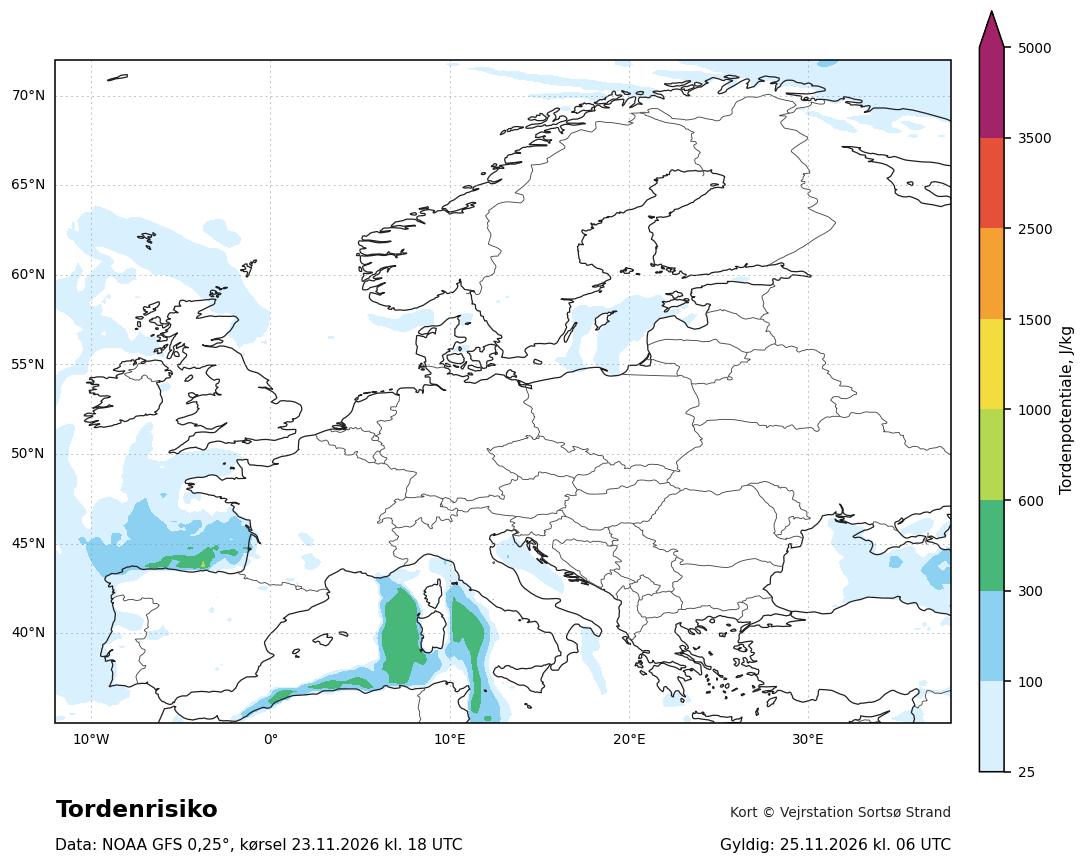 70°N
65°N
60°N
55°N
50°N
45°N
40°N
10°W
0°
10°E
20°E
30°E
5000
3500
2500
1500
1000
600
300
100
25
Tordenpotentiale, J/kg
Tordenrisiko
Kort © Vejrstation Sortsø Strand
Data: NOAA GFS 0,25°, kørsel 23.11.2026 kl. 18 UTC
Gyldig: 25.11.2026 kl. 06 UTC